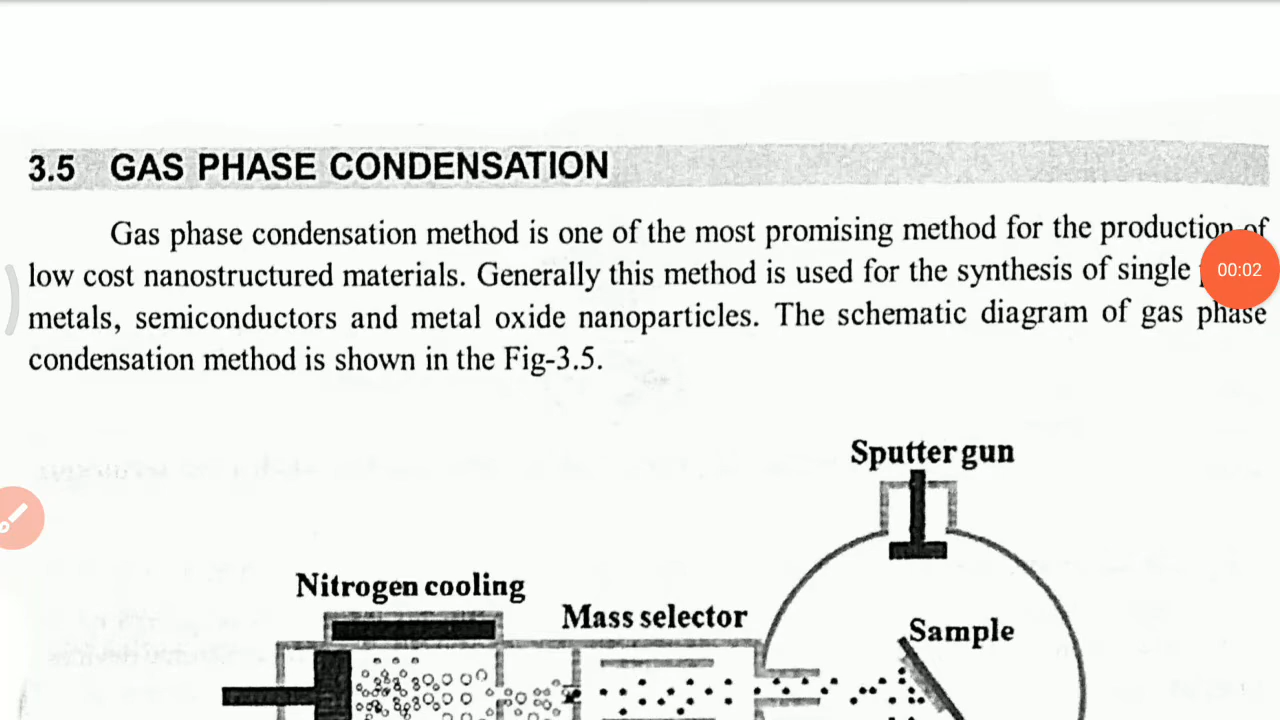 3.5 GAS PHASE CONDENSATION
Gas phase condensation method is one of the most promising method for the production of
low cost nanostructured materials. Generally this method is used for the synthesis of single
00:02
metals, semiconductors and metal oxide nanoparticles. The schematic diagram of gas phase
condensation method is shown in the Fig-3.5.
Sputter gun
Nitrogen cooling
Mass selector
Sample